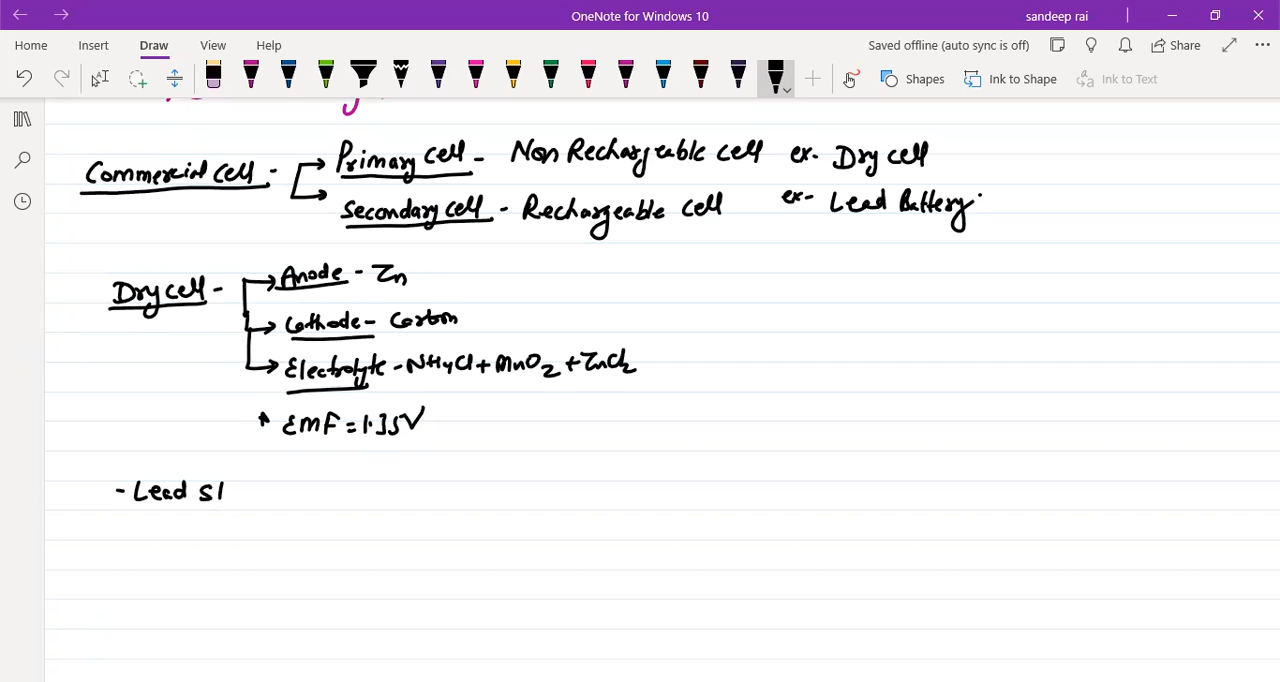 OneNote for Windows 10
sandeep rai
Home Insert Draw View Help
Saved offline (auto sync is off) Share
Shapes Ink to Shape Ink to Text
Commercial cell - Primary cell - Non Rechargeable cell ex- Dry cell
Secondary cell - Rechargeable cell ex- Lead Battery
Dry cell - Anode - Zn
Cathode - Carbon
Electrolyte - NH4Cl + MnO2 + ZnCl2
* EMF = 1.35V
- Lead sl